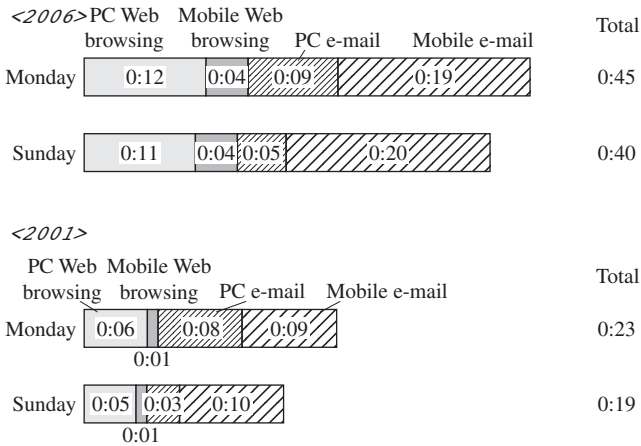 <2006> PC Web Mobile Web Total
browsing browsing PC e-mail Mobile e-mail
Monday 0:12 0:04 0:09 0:19 0:45
Sunday 0:11 0:04 0:05 0:20 0:40
<2001>
PC Web Mobile Web Total
browsing browsing PC e-mail Mobile e-mail
Monday 0:06 0:08 0:09 0:23
0:01
Sunday 0:05 0:03 0:10 0:19
0:01